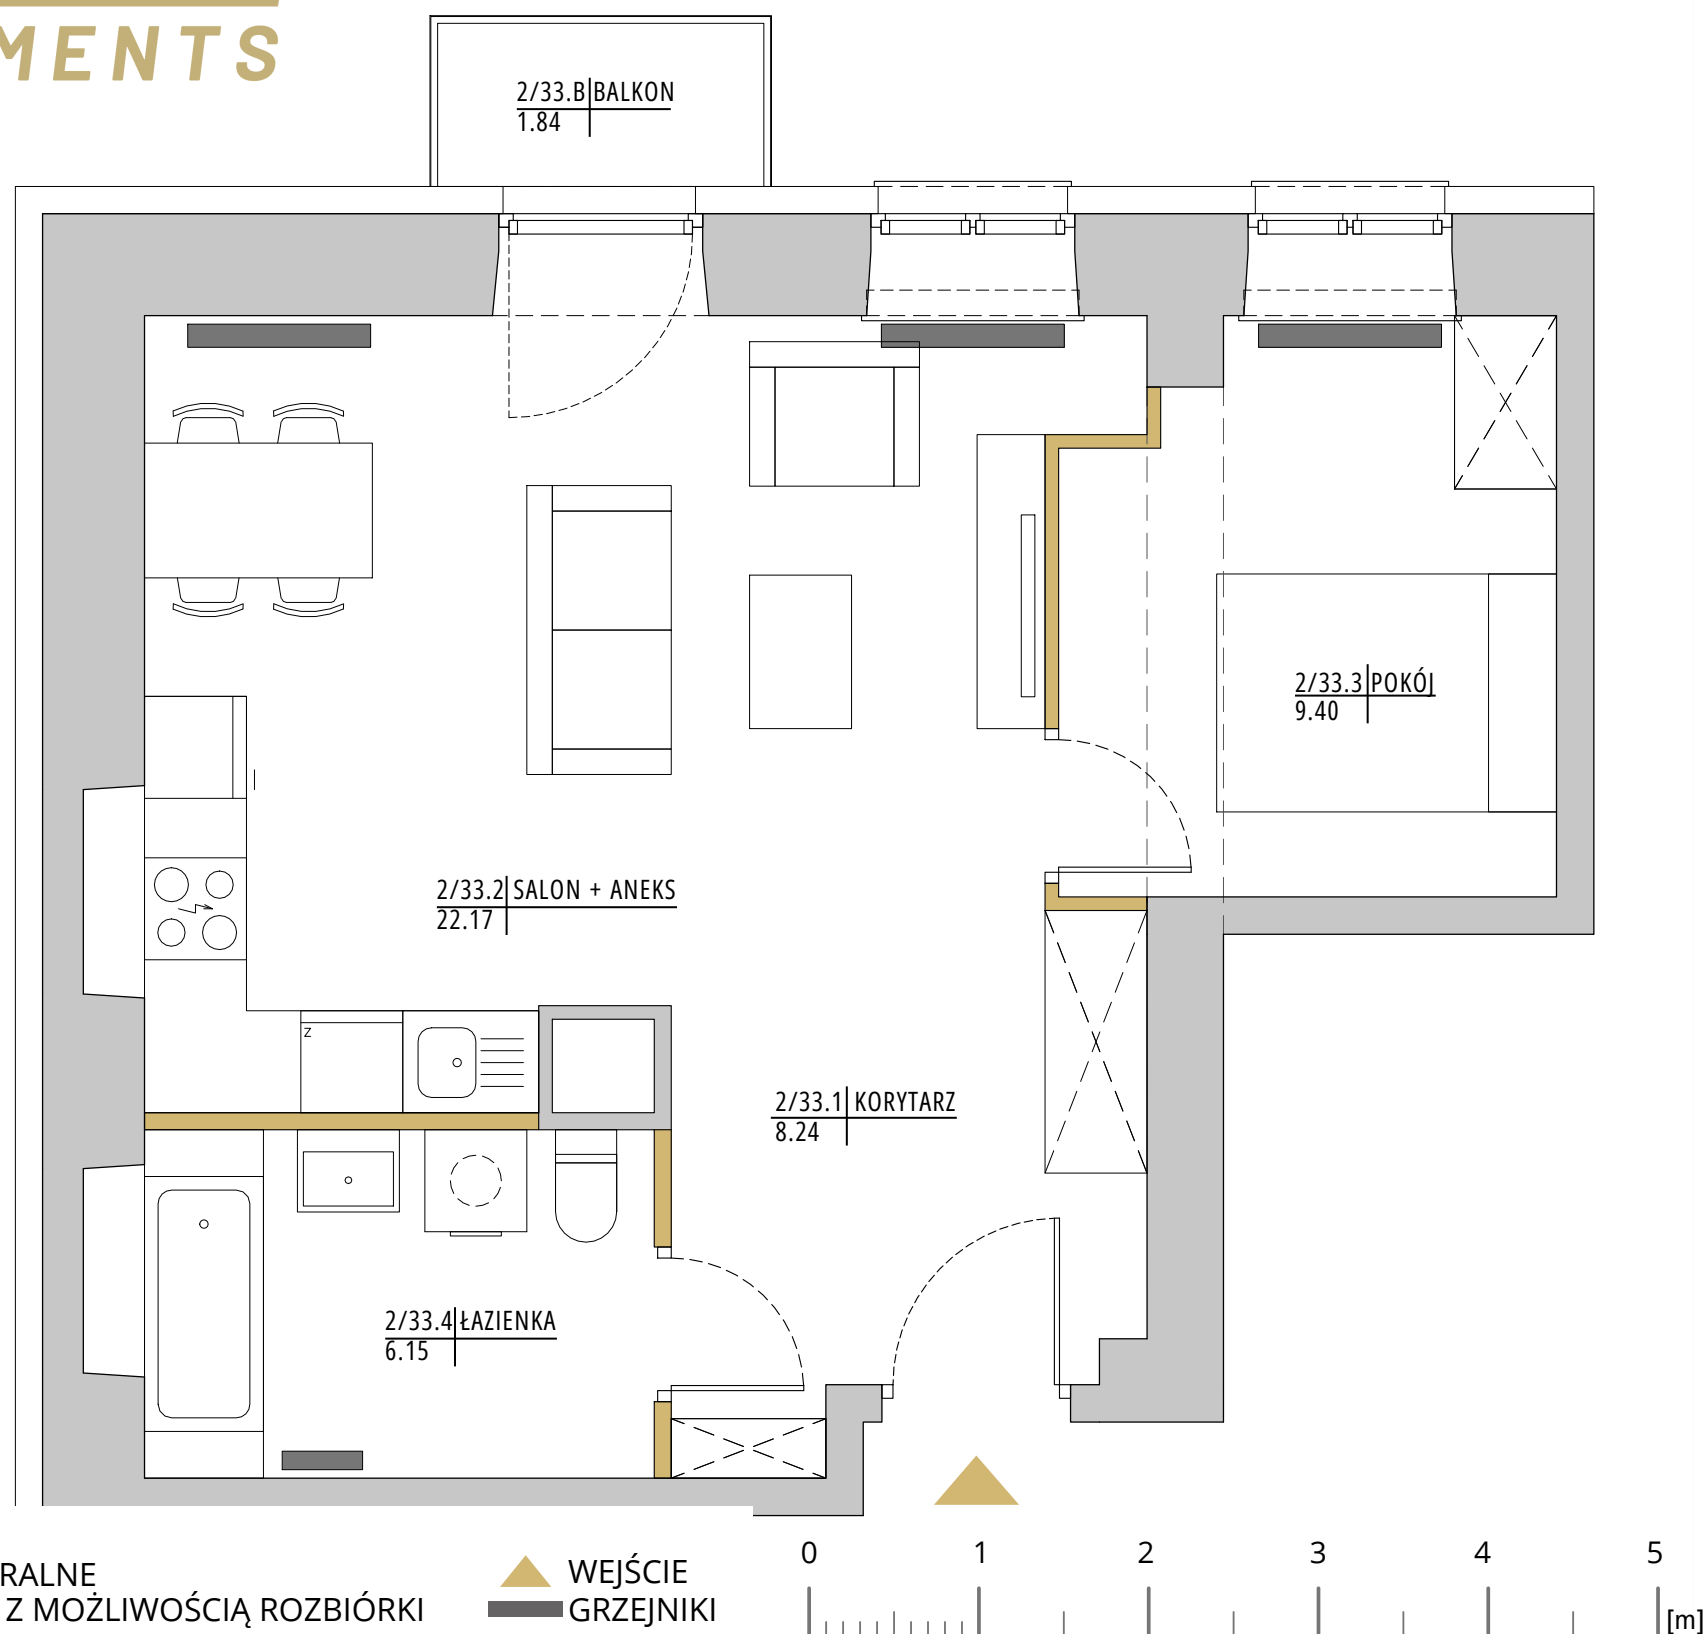 MENTS
2/33.B BALKON
1.84
2/33.3 POKÓJ
9.40
2/33.2 SALON + ANEKS
22.17
Z
2/33.1 KORYTARZ
8.24
2/33.4 ŁAZIENKA
6.15
RALNE
Z MOŻLIWOŚCIĄ ROZBIÓRKI
WEJŚCIE
GRZEJNIKI
0 1 2 3 4 5
[m]